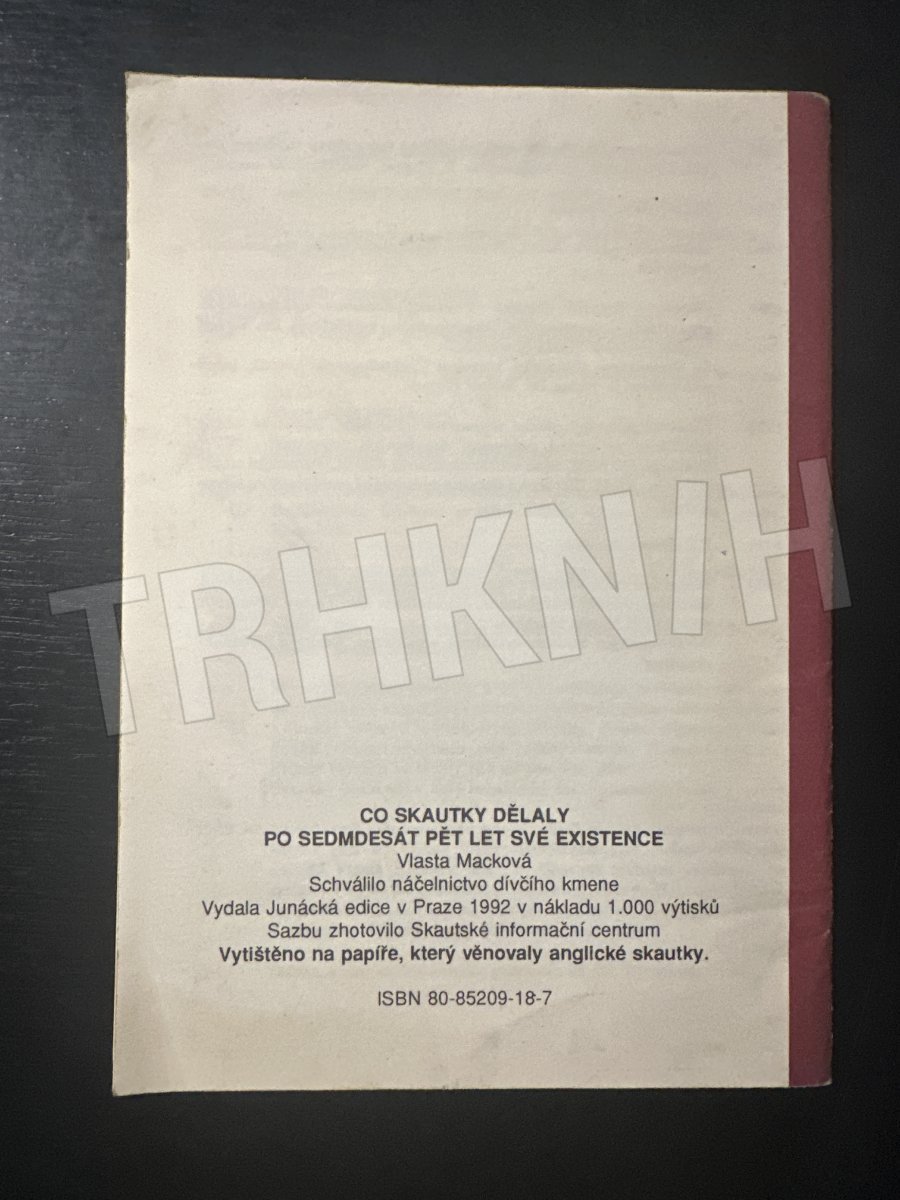 TRHKNIH
CO SKAUTKY DĚLALY
PO SEDMDESÁT PĚT LET SVÉ EXISTENCE
Vlasta Macková
Schválilo náčelnictvo dívčího kmene
Vydala Junácká edice v Praze 1992 v nákladu 1.000 výtisků
Sazbu zhotovilo Skautské informační centrum
Vytištěno na papíře, který věnovaly anglické skautky.
ISBN 80-85209-18-7